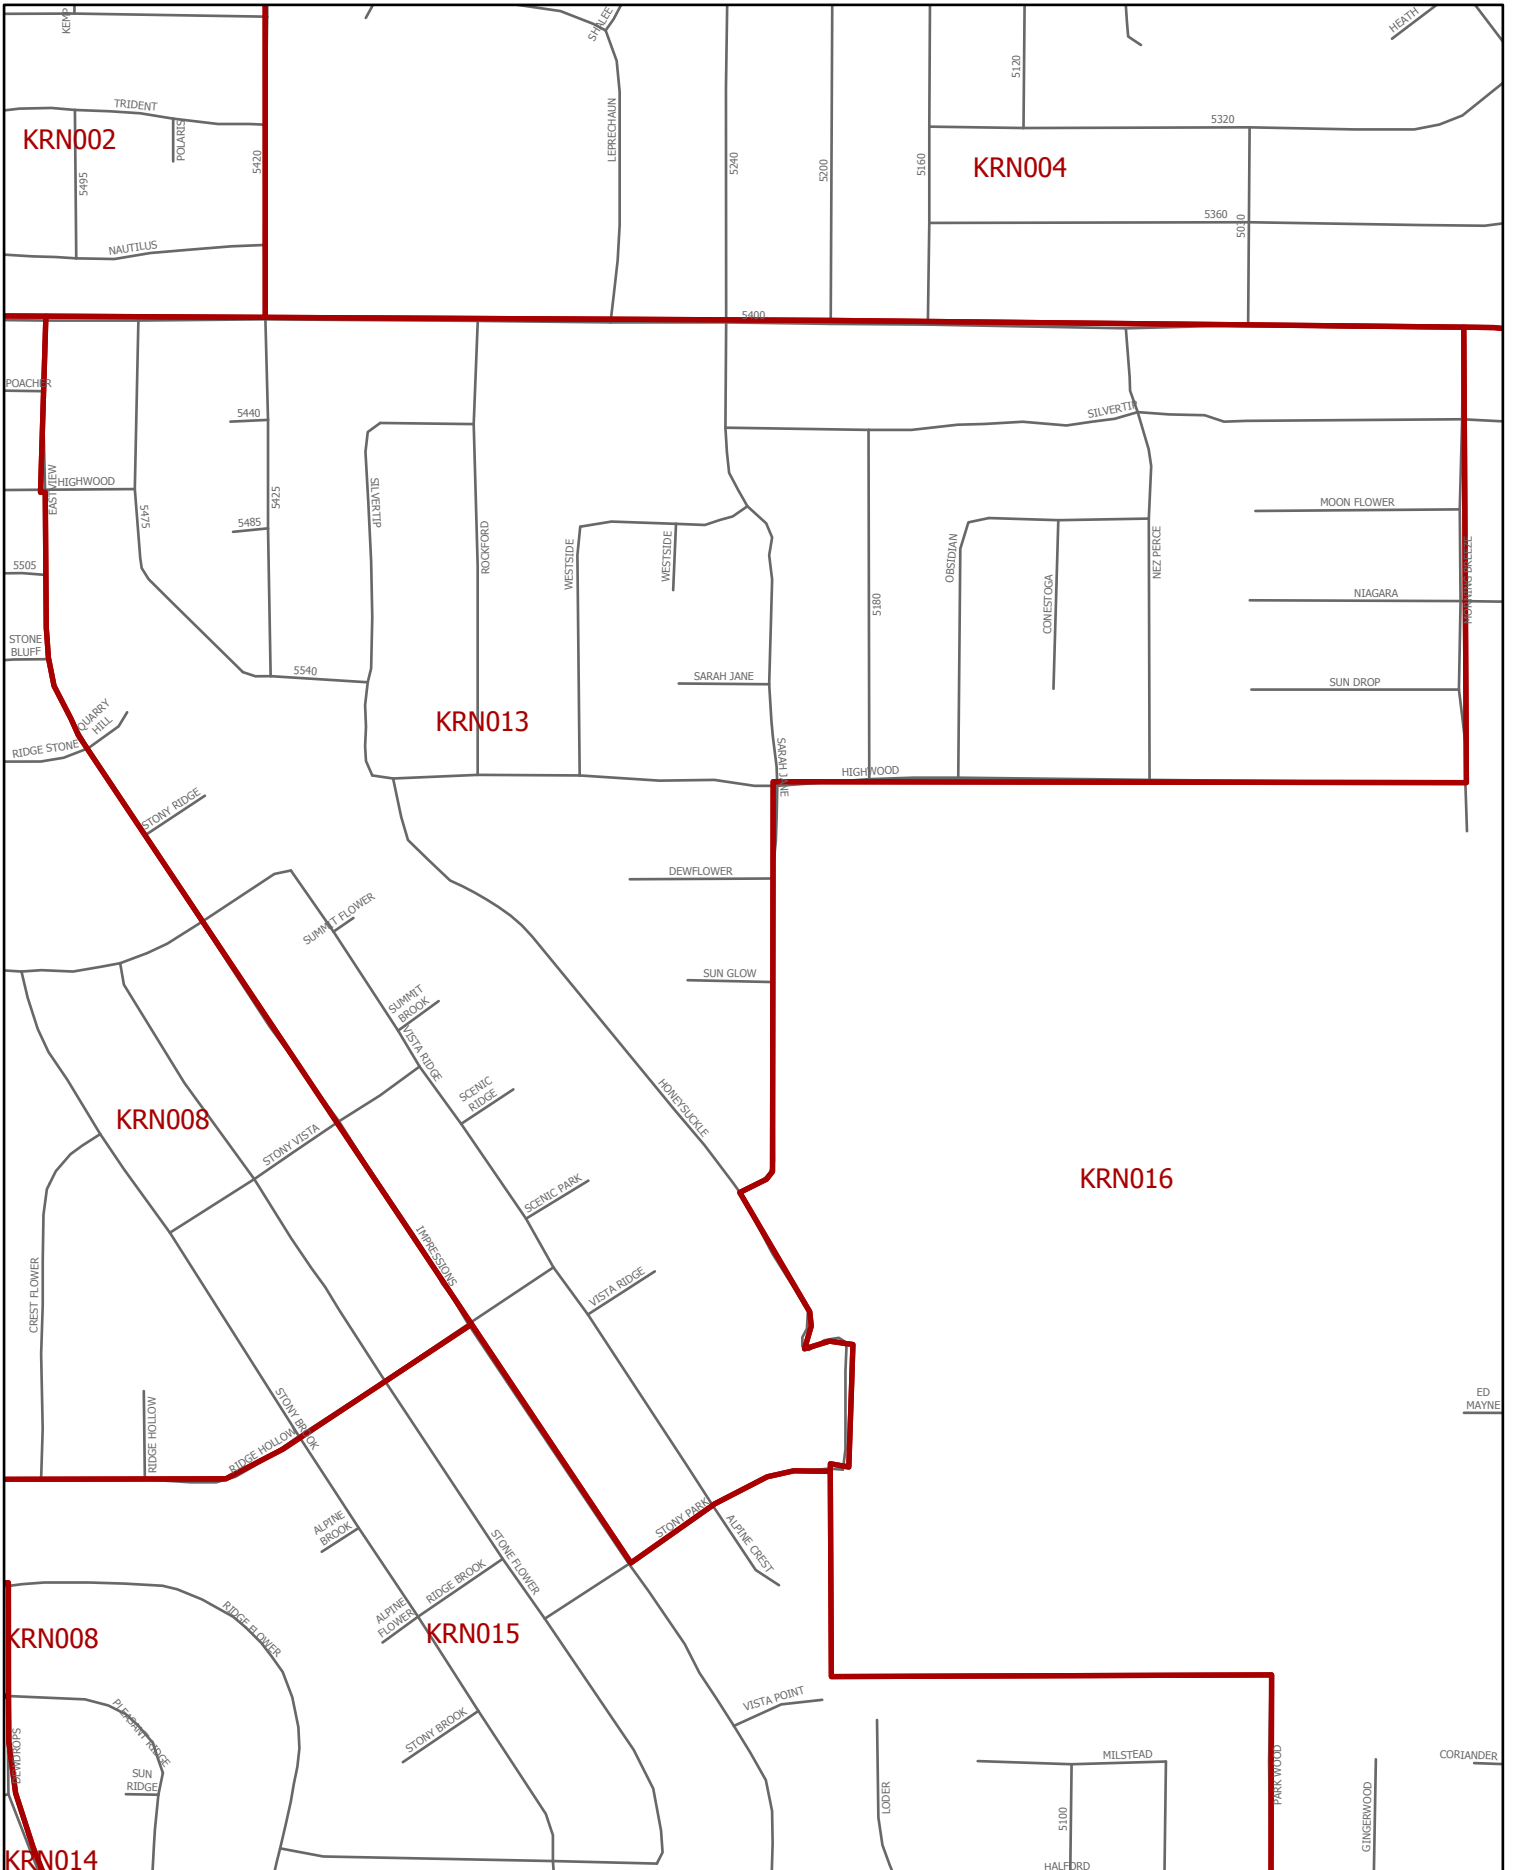 KEMP
SHALEE
HEATH
TRIDENT
POLARIS
KRN002
5495
5420
NAUTILUS
LEPRECHAUN
5240
5200
5160
5120
KRN004
5320
5360
5030
5400
POACHER
EASTVIEW
HIGHWOOD
5475
5440
5425
5485
SILVERTIP
ROCKFORD
WESTSIDE
WESTSIDE
SILVERTIP
OBSIDIAN
CONESTOGA
NEZ PERCE
MOON FLOWER
MORNING BREEZE
NIAGARA
SUN DROP
5180
5505
STONE
BLUFF
5540
SARAH JANE
QUARRY
HILL
RIDGE STONE
KRN013
SARAH JANE
HIGHWOOD
STONY RIDGE
DEWFLOWER
SUMMIT FLOWER
SUN GLOW
SUMMIT
BROOK
VISTA RIDGE
SCENIC
RIDGE
HONEYSUCKLE
KRN008
STONY VISTA
KRN016
SCENIC PARK
IMPRESSIONS
CREST FLOWER
VISTA RIDGE
RIDGE HOLLOW
STONY BROOK
RIDGE HOLLOW
ED
MAYNE
STONY PARK
ALPINE CREST
ALPINE
BROOK
STONE FLOWER
RIDGE BROOK
ALPINE
FLOWER
RIDGE FLOWER
KRN008
KRN015
PLEASANT RIDGE
VISTA POINT
STONY BROOK
DEWDROPS
SUN
RIDGE
LODER
MILSTEAD
5100
HALFORD
PARK WOOD
GINGERWOOD
CORIANDER
KRN014